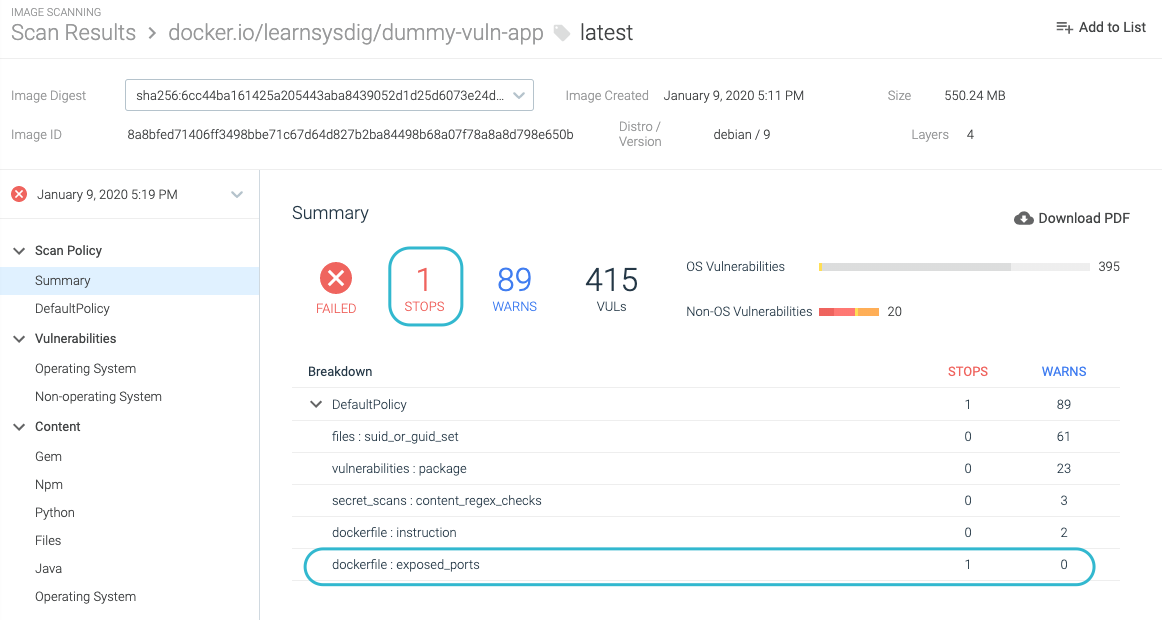 IMAGE SCANNING
Scan Results > docker.io/learnsysdig/dummy-vuln-app latest
Add to List
Image Digest sha256:6cc44ba161425a205443aba8439052d1d25d6073e24d... Image Created January 9, 2020 5:11 PM Size 550.24 MB
Image ID 8a8bfed71406ff3498bbe71c67d64d827b2ba84498b68a07f78a8a8d798e650b Distro / Version debian / 9 Layers 4
January 9, 2020 5:19 PM
Scan Policy
Summary
DefaultPolicy
Vulnerabilities
Operating System
Non-operating System
Content
Gem
Npm
Python
Files
Java
Operating System
Summary
Download PDF
FAILED
1 STOPS
89 WARNS
415 VULs
OS Vulnerabilities 395
Non-OS Vulnerabilities 20
Breakdown STOPS WARNS
DefaultPolicy 1 89
files : suid_or_guid_set 0 61
vulnerabilities : package 0 23
secret_scans : content_regex_checks 0 3
dockerfile : instruction 0 2
dockerfile : exposed_ports 1 0